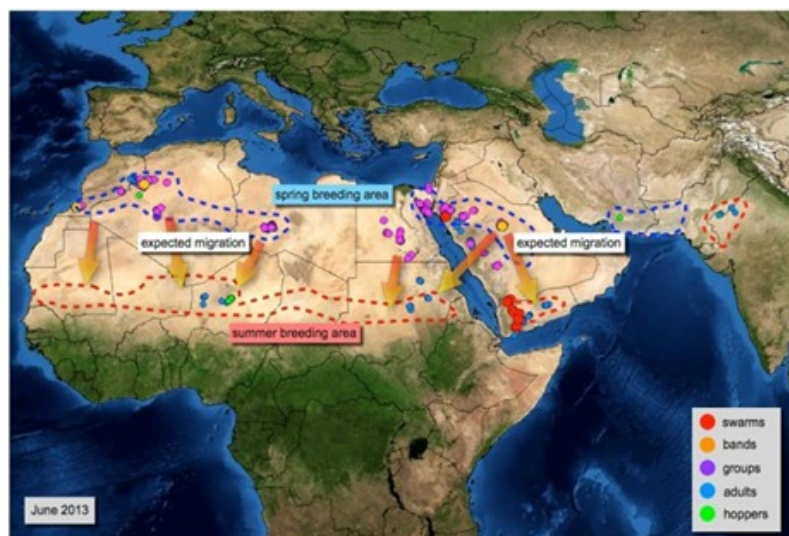 spring breeding area
expected migration
expected migration
summer breeding area
swarms
bands
groups
adults
hoppers
June 2013